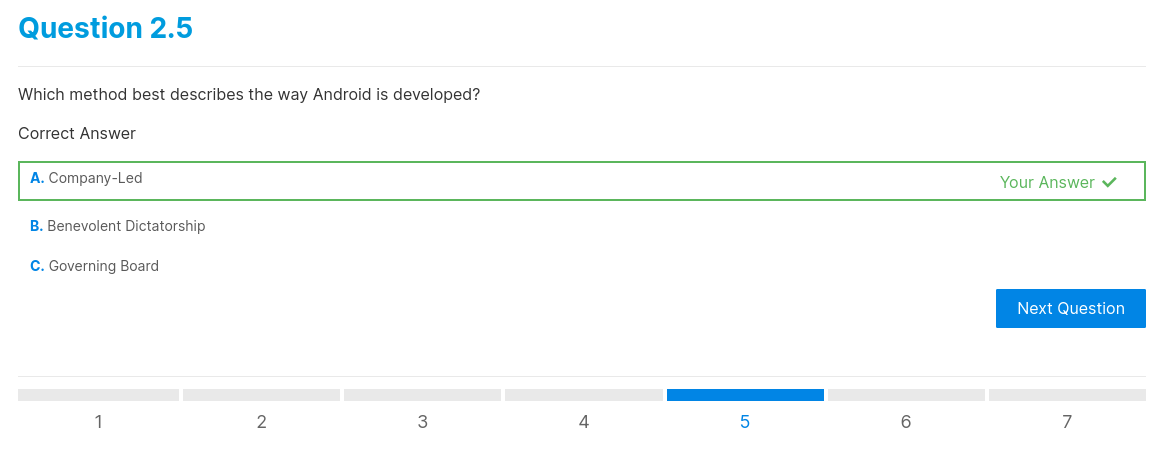 Question 2.5
Which method best describes the way Android is developed?
Correct Answer
A. Company-Led
Your Answer
B. Benevolent Dictatorship
C. Governing Board
Next Question
1 2 3 4 5 6 7